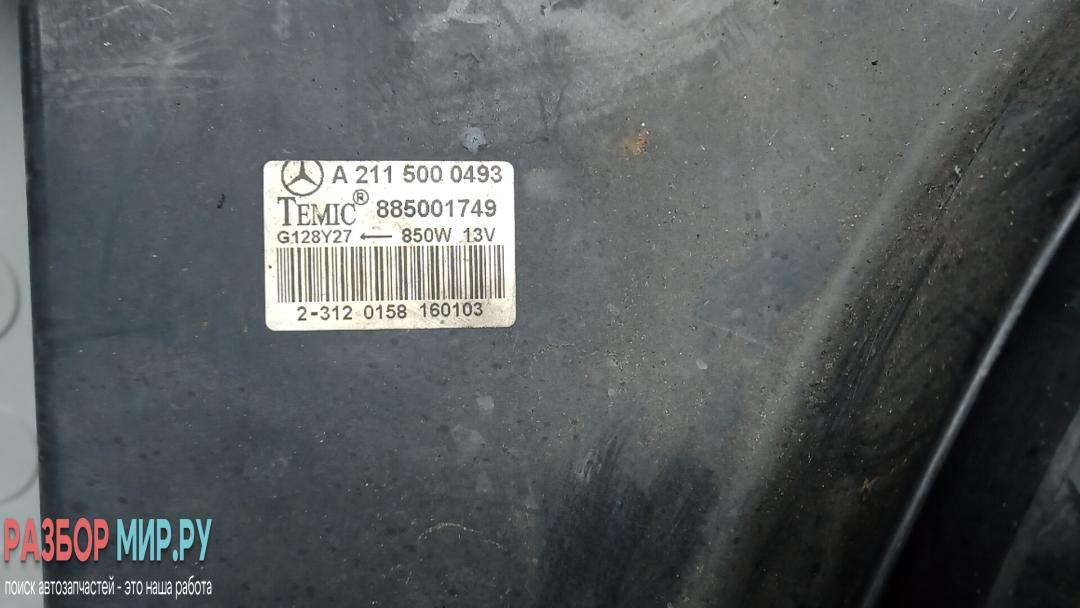 A 211 500 0493
TEMIC® 885001749
G128Y27 ← 850W 13V
2-312 0158 160103
РАЗБОР МИР.РУ
поиск автозапчастей - это наша работа